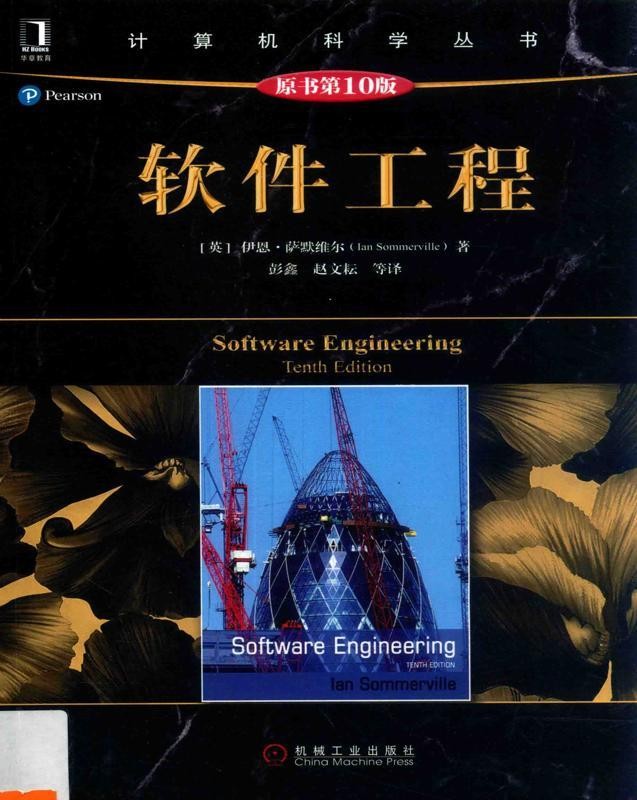 计算机科学丛书
HZ Books
华章教育
原书第10版
Pearson
软件工程
［英］伊恩·萨默维尔（Ian Sommerville）著
彭鑫 赵文耘 等译
Software Engineering
Tenth Edition
Software Engineering
TENTH EDITION
Ian Sommerville
机械工业出版社
China Machine Press